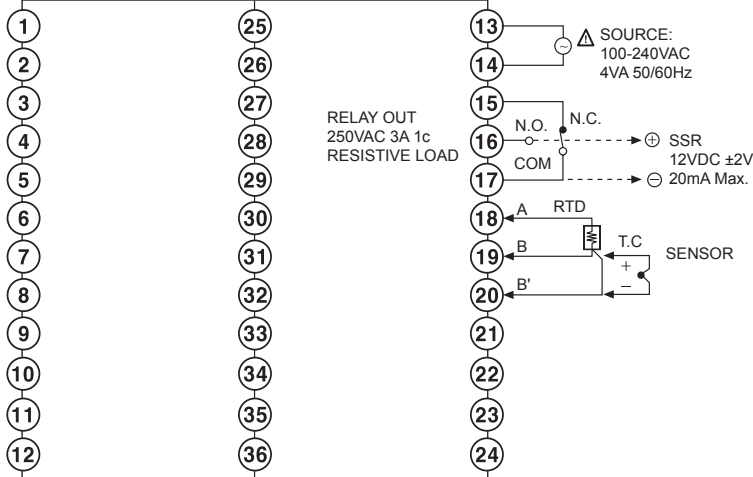 1
2
3
4
5
6
7
8
9
10
11
12
25
26
27
28
29
30
31
32
33
34
35
36
RELAY OUT
250VAC 3A 1c
RESISTIVE LOAD
13
14
15
16
17
18
19
20
21
22
23
24
~
SOURCE:
100-240VAC
4VA 50/60Hz
N.O.
N.C.
COM
+ SSR
12VDC ±2V
− 20mA Max.
A RTD
B
B'
T.C
+
−
SENSOR